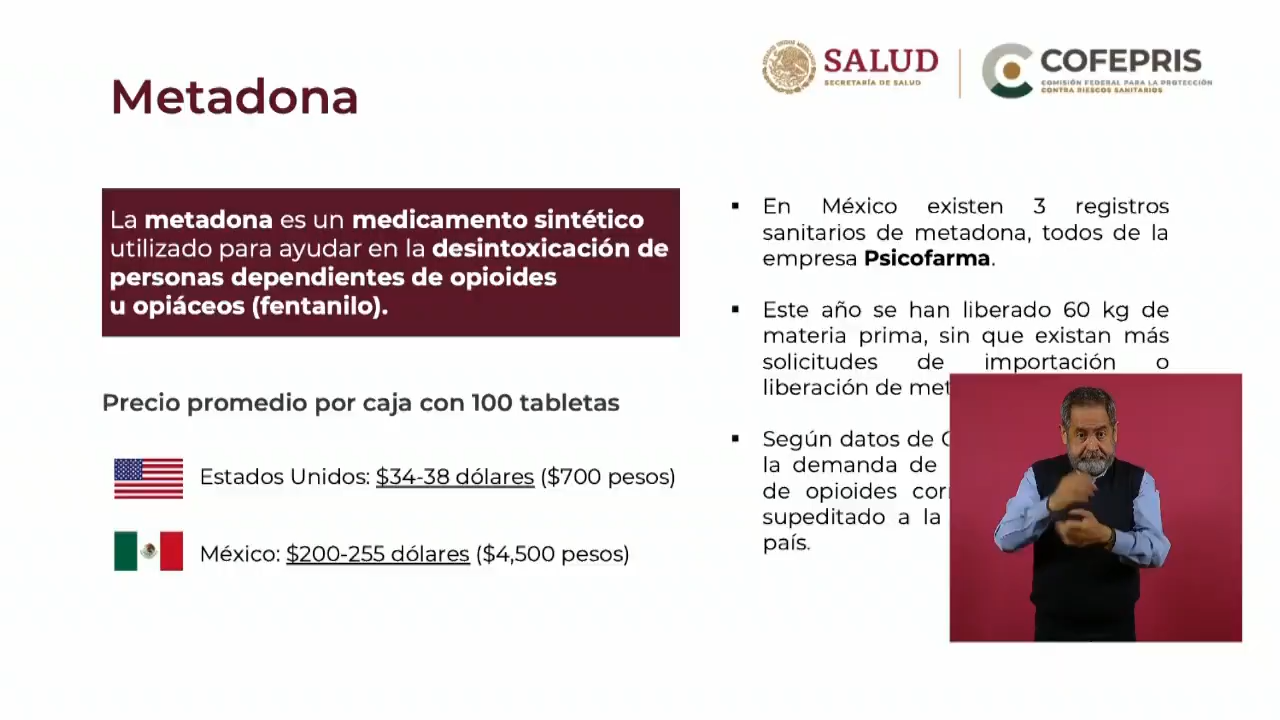 Metadona
SALUD
SECRETARÍA DE SALUD
COFEPRIS
COMISIÓN FEDERAL PARA LA PROTECCIÓN
CONTRA RIESGOS SANITARIOS
La metadona es un medicamento sintético
utilizado para ayudar en la desintoxicación de
personas dependientes de opioides
u opiáceos (fentanilo).
Precio promedio por caja con 100 tabletas
Estados Unidos: $34-38 dólares ($700 pesos)
México: $200-255 dólares ($4,500 pesos)
▪ En México existen 3 registros
sanitarios de metadona, todos de la
empresa Psicofarma.
▪ Este año se han liberado 60 kg de
materia prima, sin que existan más
solicitudes de importación o
liberación de
▪ Según datos de
la demanda de
de opioides
supeditado a la
país.